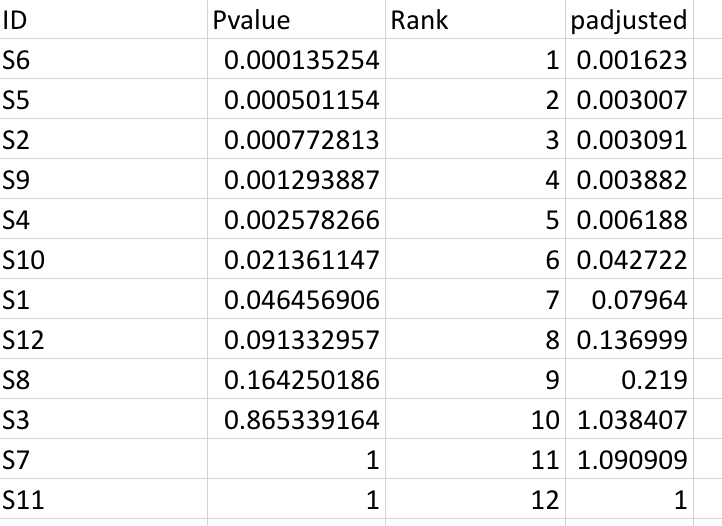 ID Pvalue Rank padjusted
S6 0.000135254 1 0.001623
S5 0.000501154 2 0.003007
S2 0.000772813 3 0.003091
S9 0.001293887 4 0.003882
S4 0.002578266 5 0.006188
S10 0.021361147 6 0.042722
S1 0.046456906 7 0.07964
S12 0.091332957 8 0.136999
S8 0.164250186 9 0.219
S3 0.865339164 10 1.038407
S7 1 11 1.090909
S11 1 12 1